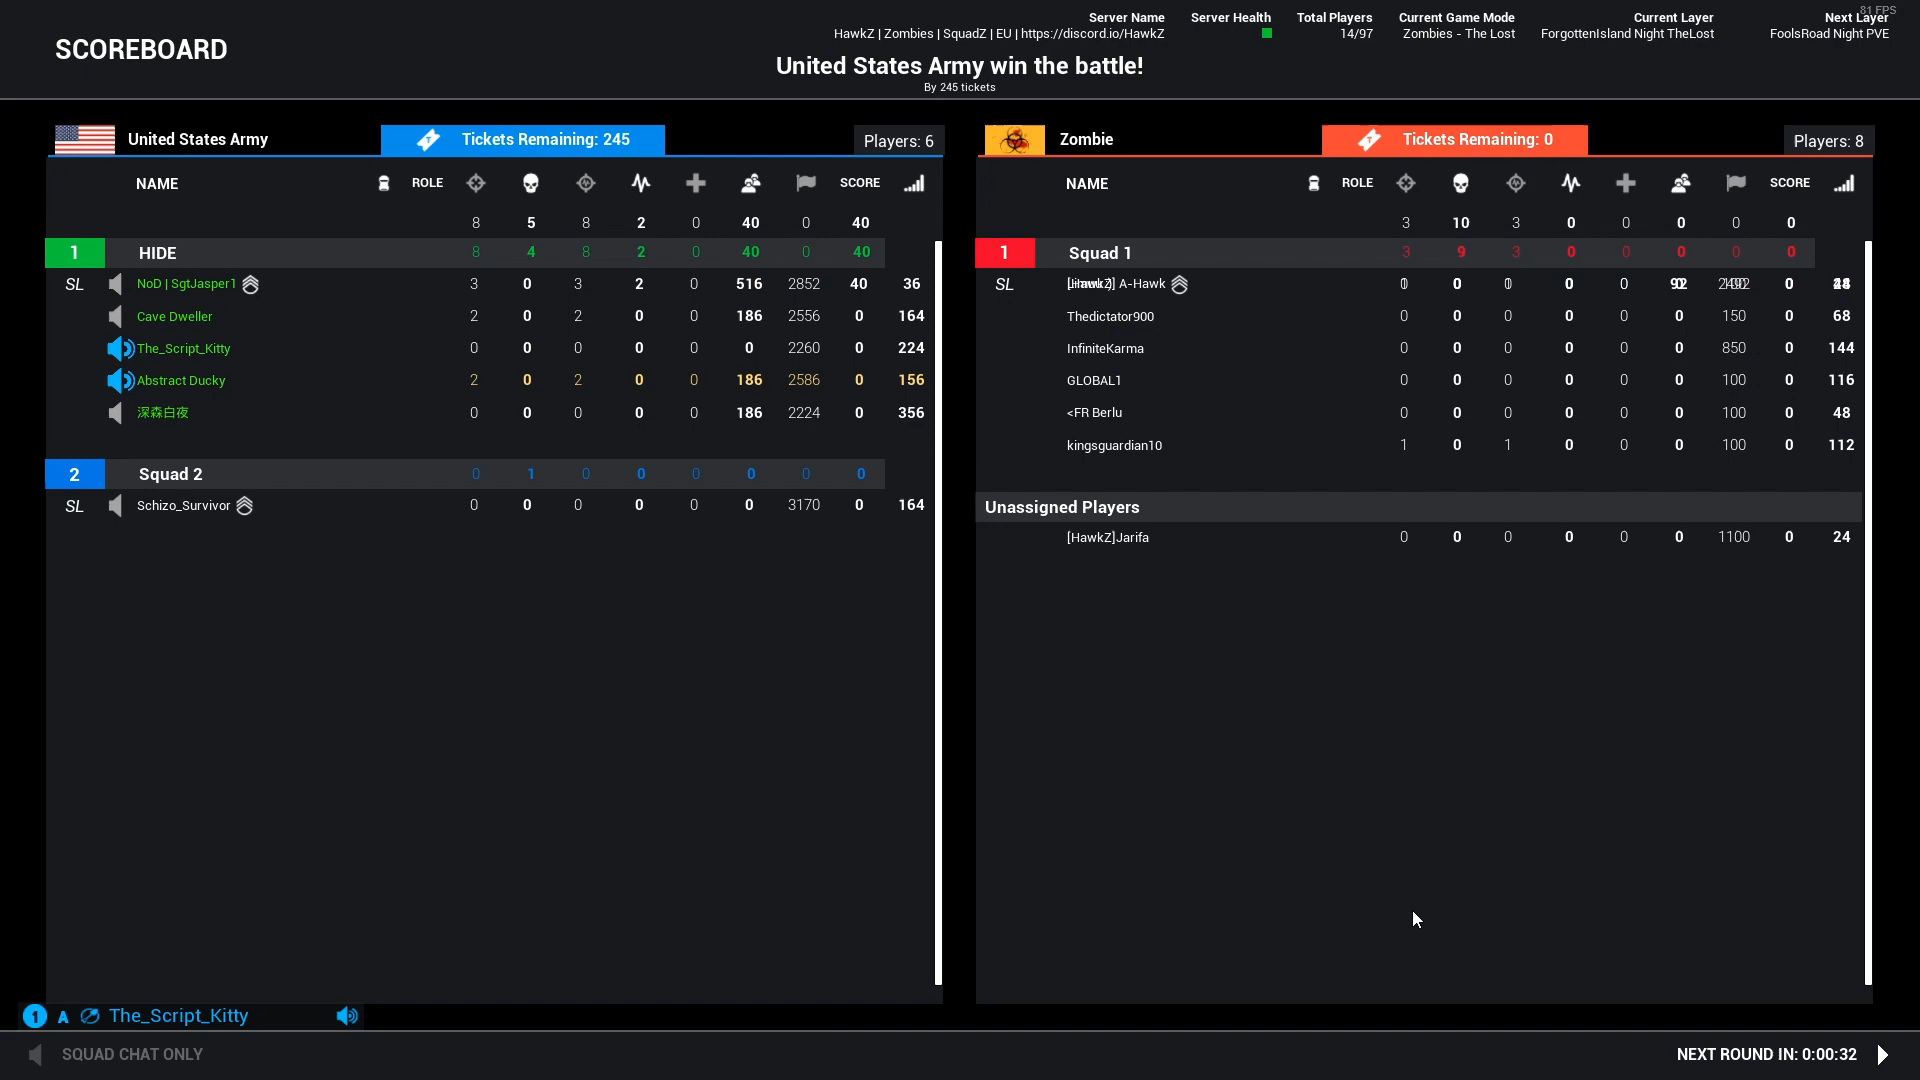 81 FPS
SCOREBOARD
Server Name Server Health Total Players Current Game Mode Current Layer Next Layer
HawkZ | Zombies | SquadZ | EU | https://discord.io/HawkZ 14/97 Zombies - The Lost ForgottenIsland Night TheLost FoolsRoad Night PVE
United States Army win the battle!
By 245 tickets
United States Army Tickets Remaining: 245 Players: 6
NAME ROLE SCORE
8 5 8 2 0 40 0 40
1 HIDE 8 4 8 2 0 40 0 40
SL NoD | SgtJasper1 3 0 3 2 0 516 2852 40 36
Cave Dweller 2 0 2 0 0 186 2556 0 164
The_Script_Kitty 0 0 0 0 0 0 2260 0 224
Abstract Ducky 2 0 2 0 0 186 2586 0 156
深森白夜 0 0 0 0 0 186 2224 0 356
2 Squad 2 0 1 0 0 0 0 0 0
SL Schizo_Survivor 0 0 0 0 0 0 3170 0 164
Zombie Tickets Remaining: 0 Players: 8
NAME ROLE SCORE
3 10 3 0 0 0 0 0
1 Squad 1 3 9 3 0 0 0 0 0
SL A-Hawk 0 0 0 0
Thedictator900 0 0 0 0 0 0 150 0 68
InfiniteKarma 0 0 0 0 0 0 850 0 144
GLOBAL1 0 0 0 0 0 0 100 0 116
<FR Berlu 0 0 0 0 0 0 100 0 48
kingsguardian10 1 0 1 0 0 0 100 0 112
Unassigned Players
[HawkZ]Jarifa 0 0 0 0 0 0 1100 0 24
1 A The_Script_Kitty
SQUAD CHAT ONLY
NEXT ROUND IN: 0:00:32